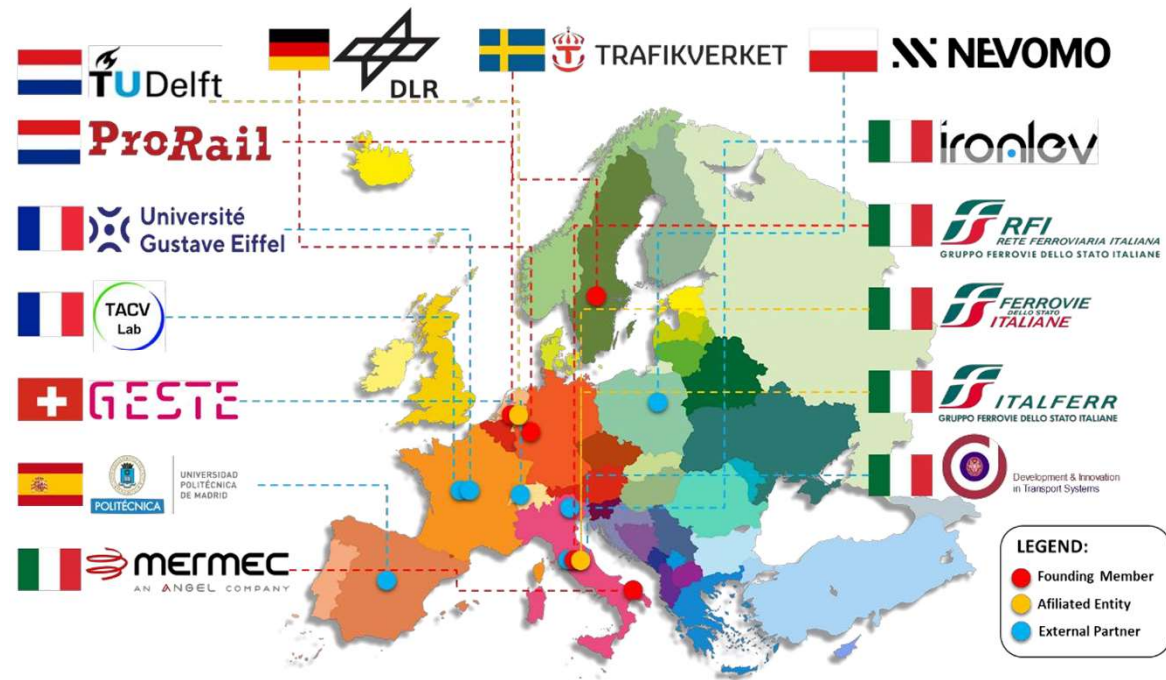 TUDelft
DLR
TRAFIKVERKET
NEVOMO
ProRail
ironlev
Université
Gustave Eiffel
RFI
RETE FERROVIARIA ITALIANA
GRUPPO FERROVIE DELLO STATO ITALIANE
TACV
Lab
FERROVIE
DELLO STATO
ITALIANE
GESTE
ITALFERR
GRUPPO FERROVIE DELLO STATO ITALIANE
POLITÉCNICA
UNIVERSIDAD
POLITÉCNICA
DE MADRID
Development & Innovation
in Transport Systems
mermec
AN ANGEL COMPANY
LEGEND:
Founding Member
Afiliated Entity
External Partner